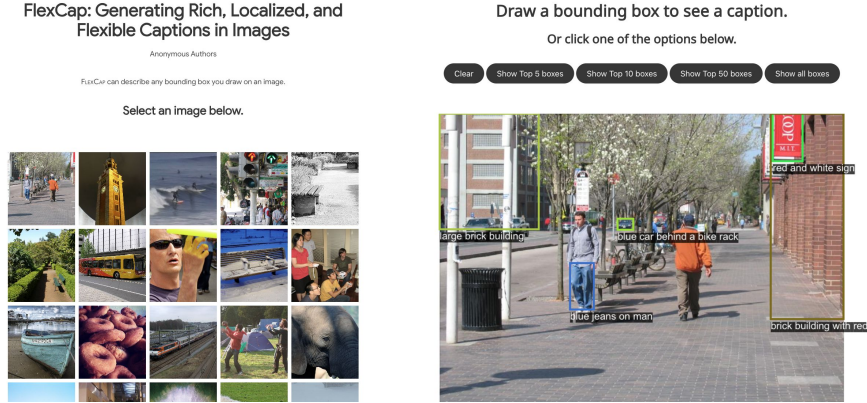 FlexCap: Generating Rich, Localized, and
Flexible Captions in Images
Anonymous Authors
FLEXCAP can describe any bounding box you draw on an image.
Select an image below.
Draw a bounding box to see a caption.
Or click one of the options below.
Clear
Show Top 5 boxes
Show Top 10 boxes
Show Top 50 boxes
Show all boxes
COOP
M.I.T.
red and white sign
large brick building
blue car behind a bike rack
blue jeans on man
brick building with red